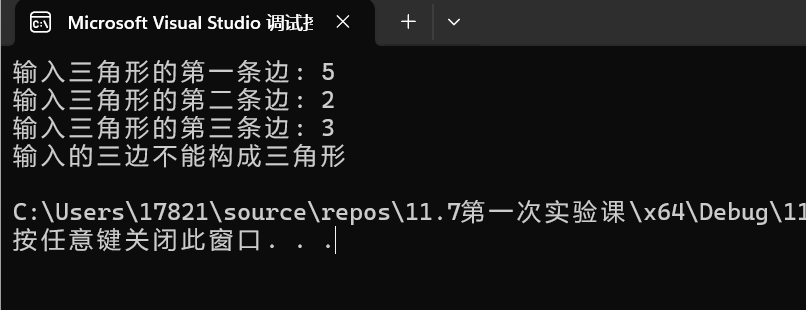 Microsoft Visual Studio 调试
输入三角形的第一条边: 5
输入三角形的第二条边: 2
输入三角形的第三条边: 3
输入的三边不能构成三角形
C:\Users\17821\source\repos\11.7第一次实验课\x64\Debug\11
按任意键关闭此窗口. . .